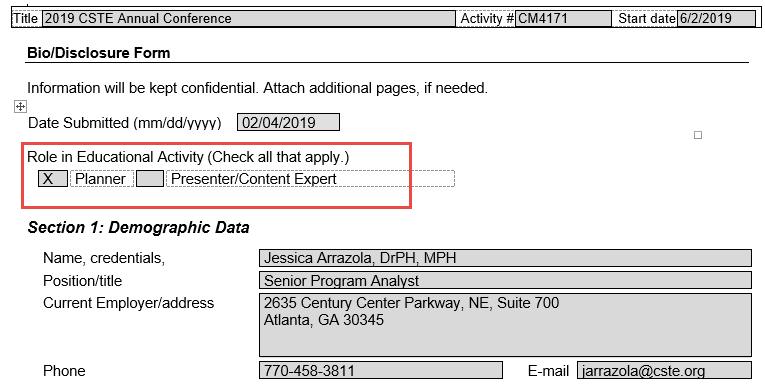 Title 2019 CSTE Annual Conference Activity # CM4171 Start date 6/2/2019
Bio/Disclosure Form
Information will be kept confidential. Attach additional pages, if needed.
Date Submitted (mm/dd/yyyy) 02/04/2019
Role in Educational Activity (Check all that apply.)
X Planner Presenter/Content Expert
Section 1: Demographic Data
Name, credentials, Jessica Arrazola, DrPH, MPH
Position/title Senior Program Analyst
Current Employer/address 2635 Century Center Parkway, NE, Suite 700
Atlanta, GA 30345
Phone 770-458-3811 E-mail jarrazola@cste.org